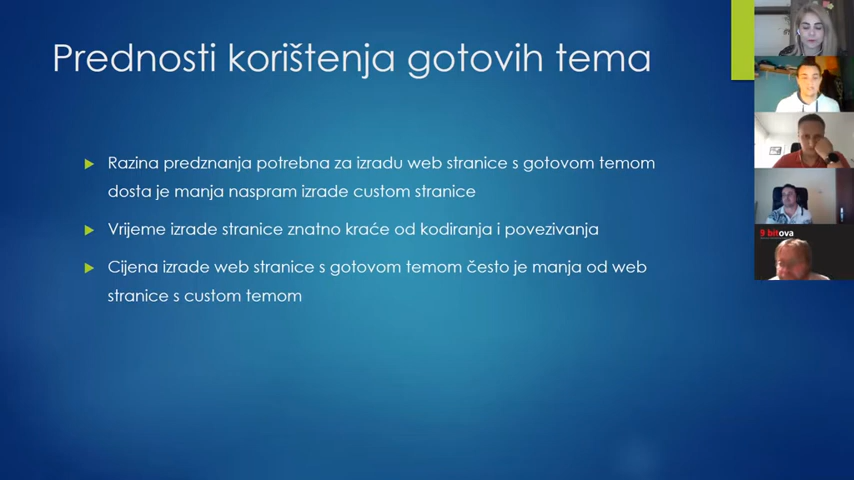 Prednosti korištenja gotovih tema
Razina predznanja potrebna za izradu web stranice s gotovom temom
dosta je manja naspram izrade custom stranice
Vrijeme izrade stranice znatno kraće od kodiranja i povezivanja
Cijena izrade web stranice s gotovom temom često je manja od web
stranice s custom temom
9 bitova